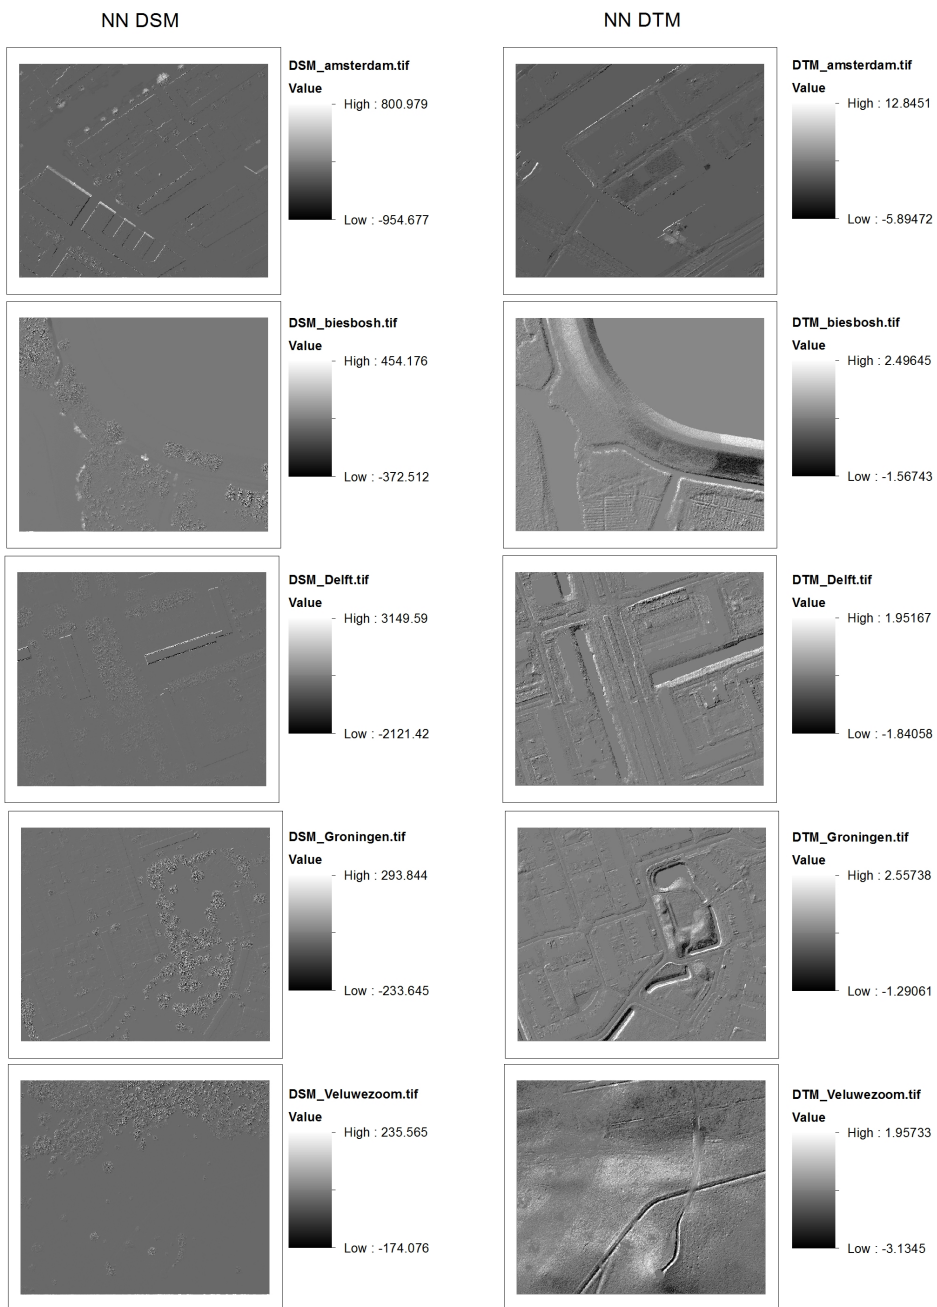 NN DSM
NN DTM
DSM_amsterdam.tif
Value
High : 800.979
Low : -954.677
DTM_amsterdam.tif
Value
High : 12.8451
Low : -5.89472
DSM_biesbosh.tif
Value
High : 454.176
Low : -372.512
DTM_biesbosh.tif
Value
High : 2.49645
Low : -1.56743
DSM_Delft.tif
Value
High : 3149.59
Low : -2121.42
DTM_Delft.tif
Value
High : 1.95167
Low : -1.84058
DSM_Groningen.tif
Value
High : 293.844
Low : -233.645
DTM_Groningen.tif
Value
High : 2.55738
Low : -1.29061
DSM_Veluwezoom.tif
Value
High : 235.565
Low : -174.076
DTM_Veluwezoom.tif
Value
High : 1.95733
Low : -3.1345